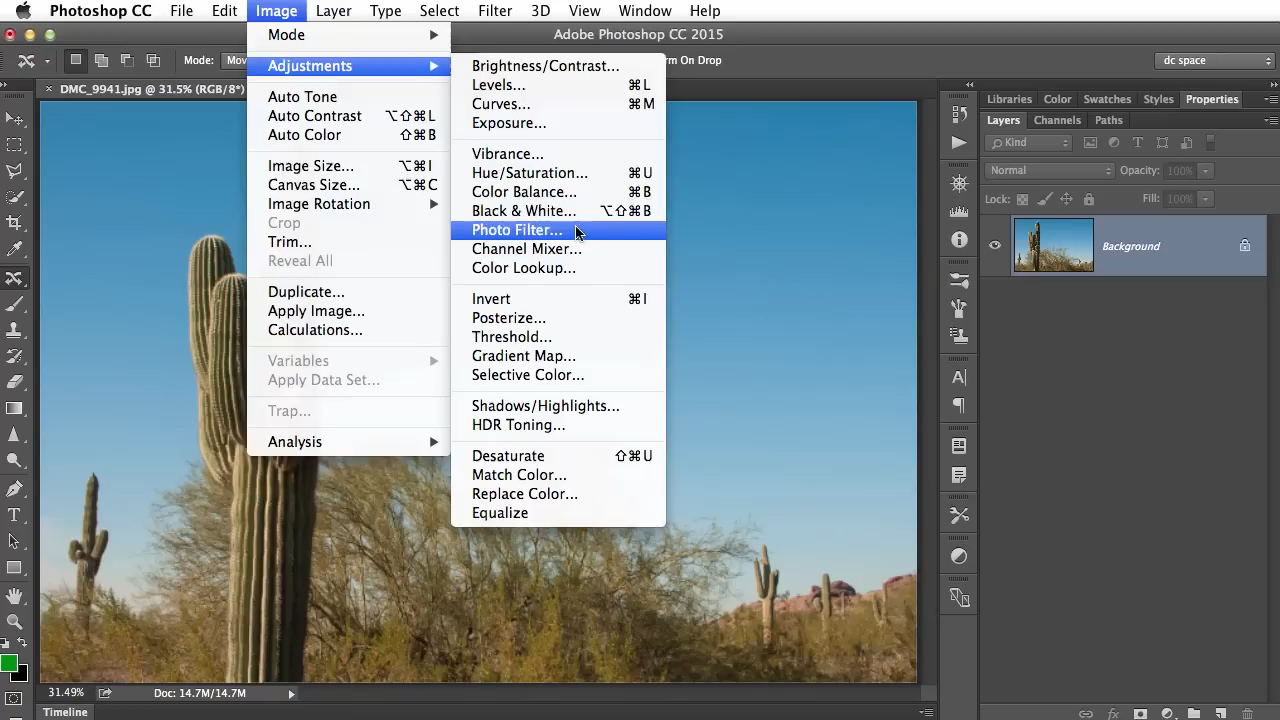 Photoshop CC File Edit Image Layer Type Select Filter 3D View Window Help
Adobe Photoshop CC 2015
Mode: Mov
rm On Drop
dc space
DMC_9941.jpg @ 31.5% (RGB/8*)
Mode
Adjustments
Auto Tone
Auto Contrast ⌥⇧⌘L
Auto Color ⇧⌘B
Image Size... ⌥⌘I
Canvas Size... ⌥⌘C
Image Rotation
Crop
Trim...
Reveal All
Duplicate...
Apply Image...
Calculations...
Variables
Apply Data Set...
Trap...
Analysis
Brightness/Contrast...
Levels... ⌘L
Curves... ⌘M
Exposure...
Vibrance...
Hue/Saturation... ⌘U
Color Balance... ⌘B
Black & White... ⌥⇧⌘B
Photo Filter...
Channel Mixer...
Color Lookup...
Invert ⌘I
Posterize...
Threshold...
Gradient Map...
Selective Color...
Shadows/Highlights...
HDR Toning...
Desaturate ⇧⌘U
Match Color...
Replace Color...
Equalize
Libraries Color Swatches Styles Properties
Layers Channels Paths
Kind
Normal Opacity: 100%
Lock: Fill: 100%
Background
31.49% Doc: 14.7M/14.7M
Timeline